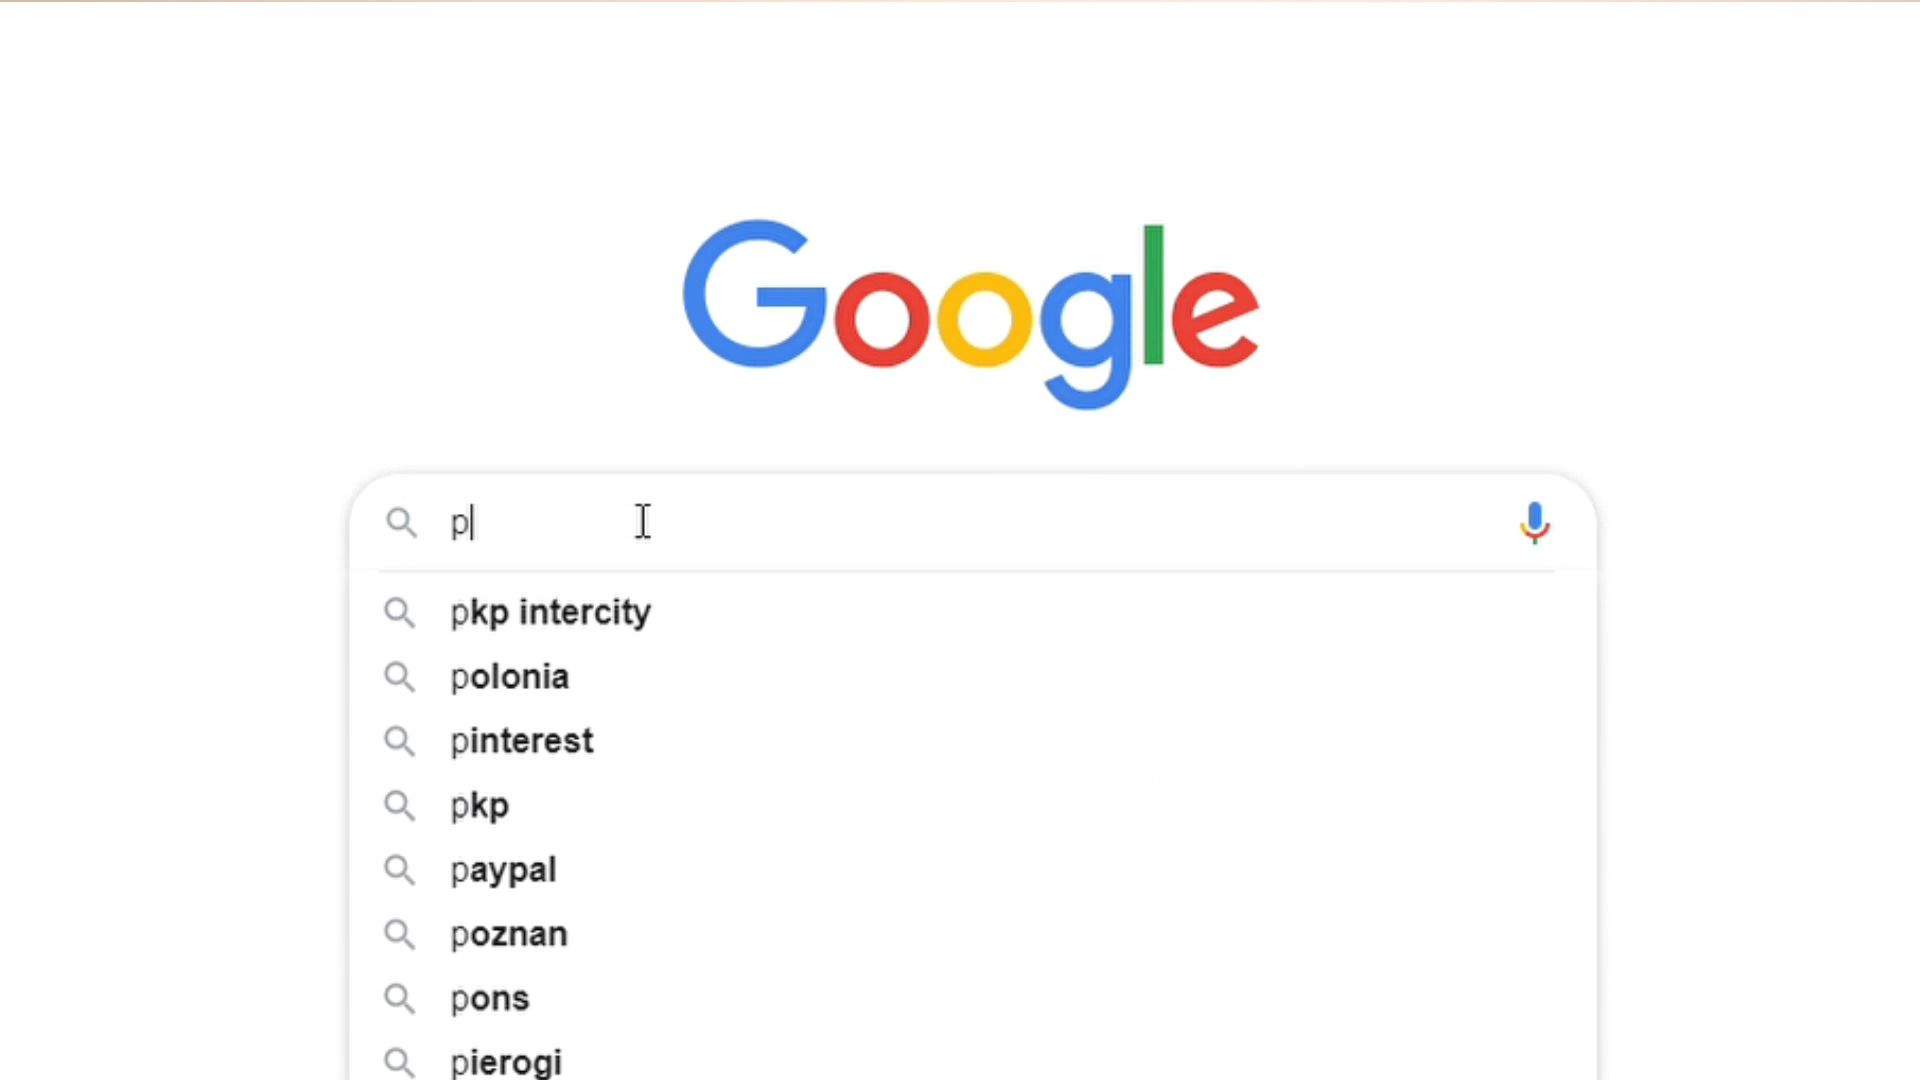 Google
p
pkp intercity
polonia
pinterest
pkp
paypal
poznan
pons
pierogi